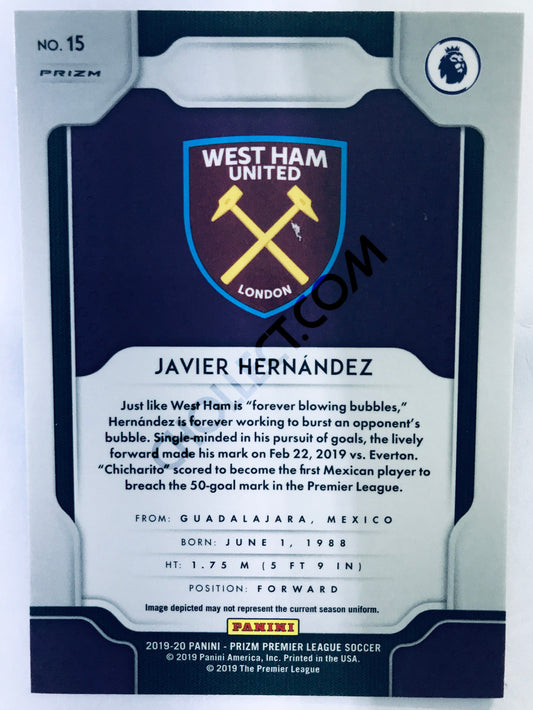 NO. 15
PRIZM
WEST HAM
UNITED
LONDON
CHOLLECT.COM
JAVIER HERNÁNDEZ
Just like West Ham is “forever blowing bubbles,”
Hernández is forever working to burst an opponent’s
bubble. Single-minded in his pursuit of goals, the lively
forward made his mark on Feb 22, 2019 vs. Everton.
“Chicharito” scored to become the first Mexican player to
breach the 50-goal mark in the Premier League.
FROM: GUADALAJARA, MEXICO
BORN: JUNE 1, 1988
HT: 1.75 M (5 FT 9 IN)
POSITION: FORWARD
Image depicted may not represent the current season uniform.
PANINI
2019-20 PANINI - PRIZM PREMIER LEAGUE SOCCER
© 2019 Panini America, Inc. Printed in the USA.
© 2019 The Premier League